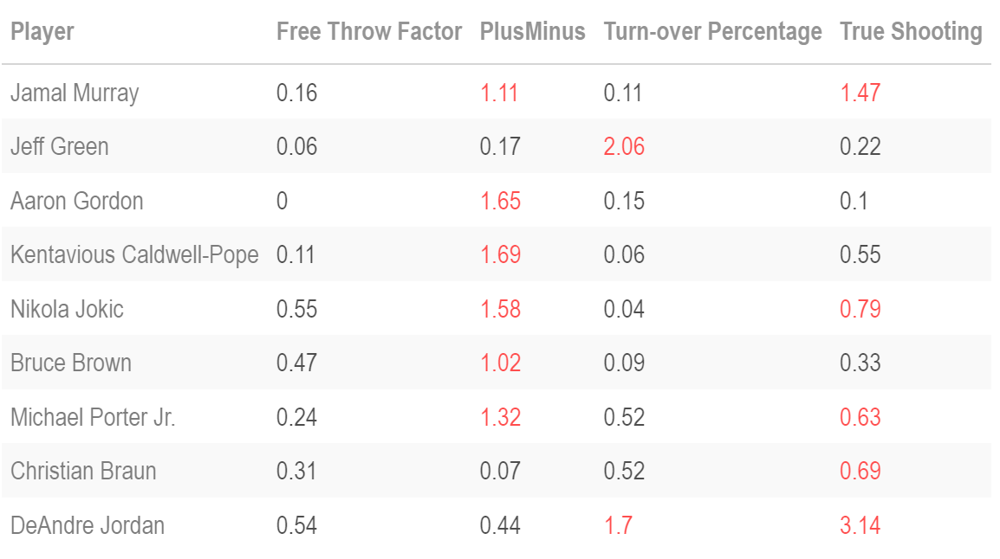 Player Free Throw Factor PlusMinus Turn-over Percentage True Shooting
Jamal Murray 0.16 1.11 0.11 1.47
Jeff Green 0.06 0.17 2.06 0.22
Aaron Gordon 0 1.65 0.15 0.1
Kentavious Caldwell-Pope 0.11 1.69 0.06 0.55
Nikola Jokic 0.55 1.58 0.04 0.79
Bruce Brown 0.47 1.02 0.09 0.33
Michael Porter Jr. 0.24 1.32 0.52 0.63
Christian Braun 0.31 0.07 0.52 0.69
DeAndre Jordan 0.54 0.44 1.7 3.14